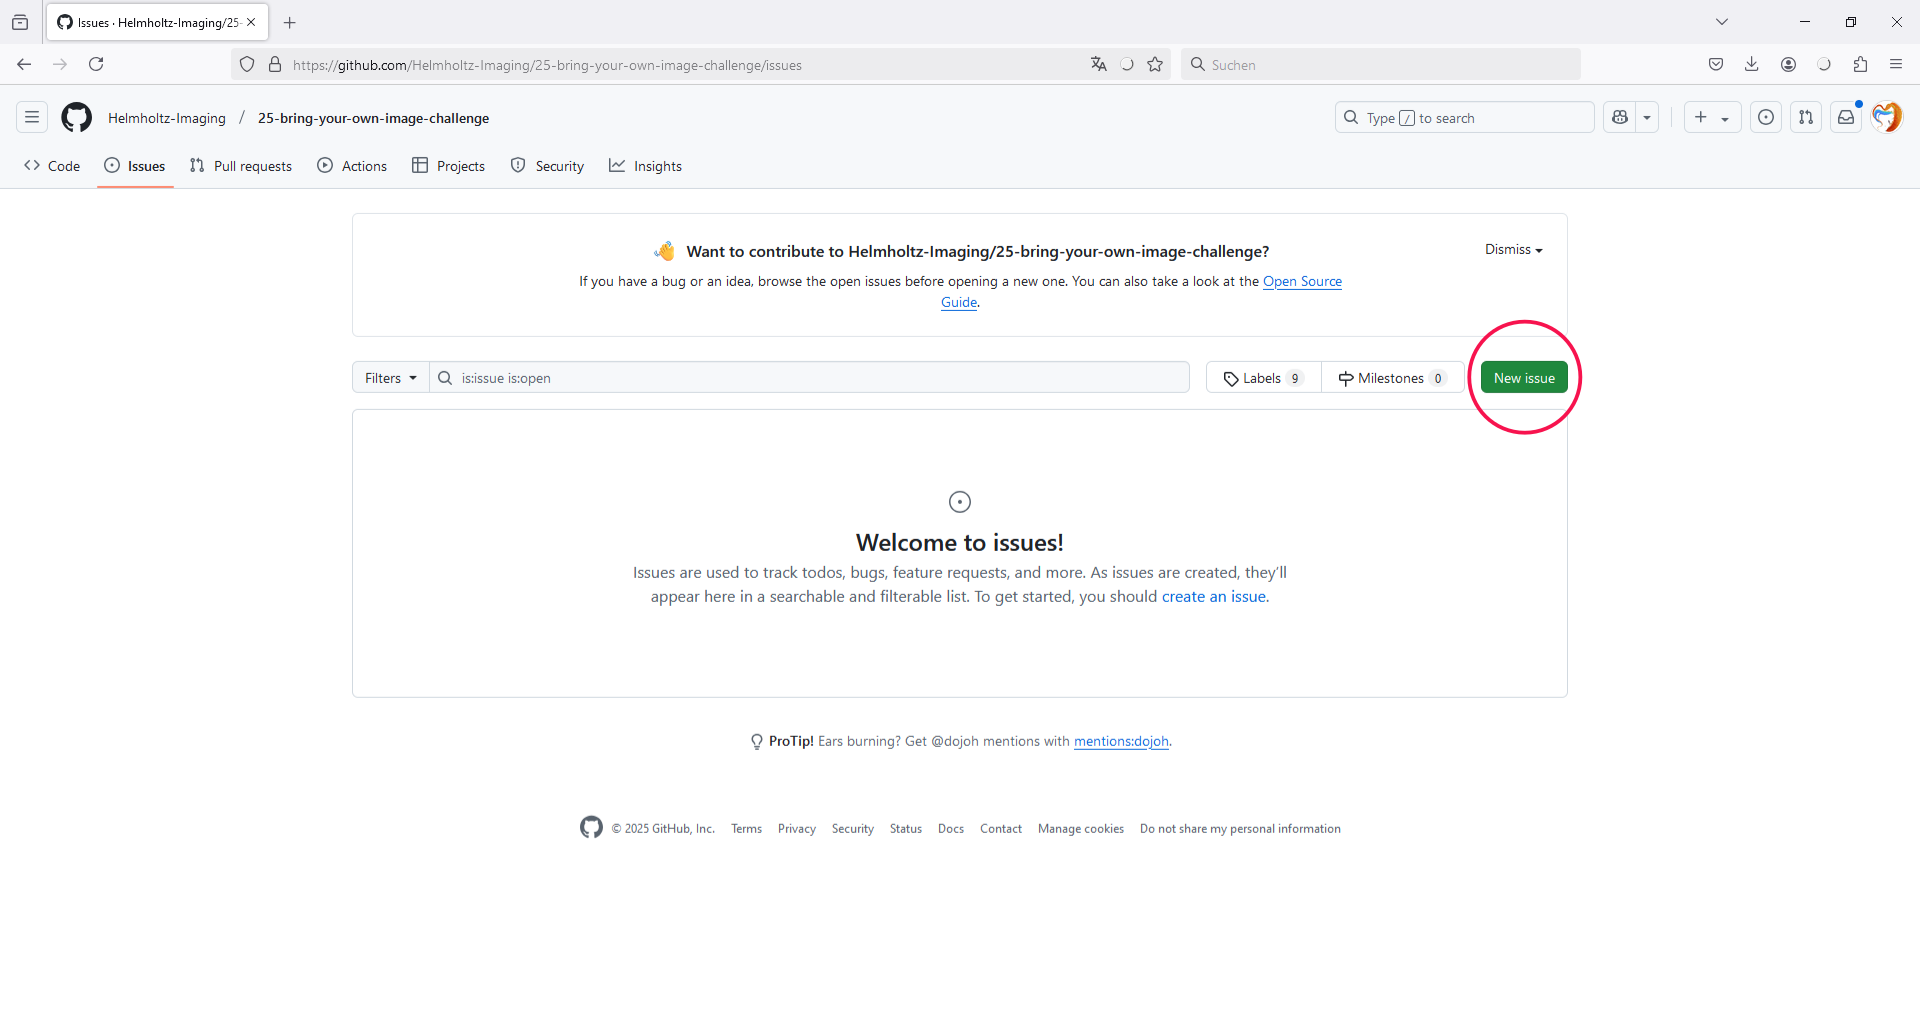 Issues · Helmholtz-Imaging/25-
https://github.com/Helmholtz-Imaging/25-bring-your-own-image-challenge/issues
Suchen
Helmholtz-Imaging / 25-bring-your-own-image-challenge
Type / to search
Code
Issues
Pull requests
Actions
Projects
Security
Insights
👋 Want to contribute to Helmholtz-Imaging/25-bring-your-own-image-challenge?
Dismiss
If you have a bug or an idea, browse the open issues before opening a new one. You can also take a look at the Open Source
Guide.
Filters
is:issue is:open
Labels 9
Milestones 0
New issue
Welcome to issues!
Issues are used to track todos, bugs, feature requests, and more. As issues are created, they’ll
appear here in a searchable and filterable list. To get started, you should create an issue.
ProTip! Ears burning? Get @dojoh mentions with mentions:dojoh.
© 2025 GitHub, Inc.
Terms
Privacy
Security
Status
Docs
Contact
Manage cookies
Do not share my personal information